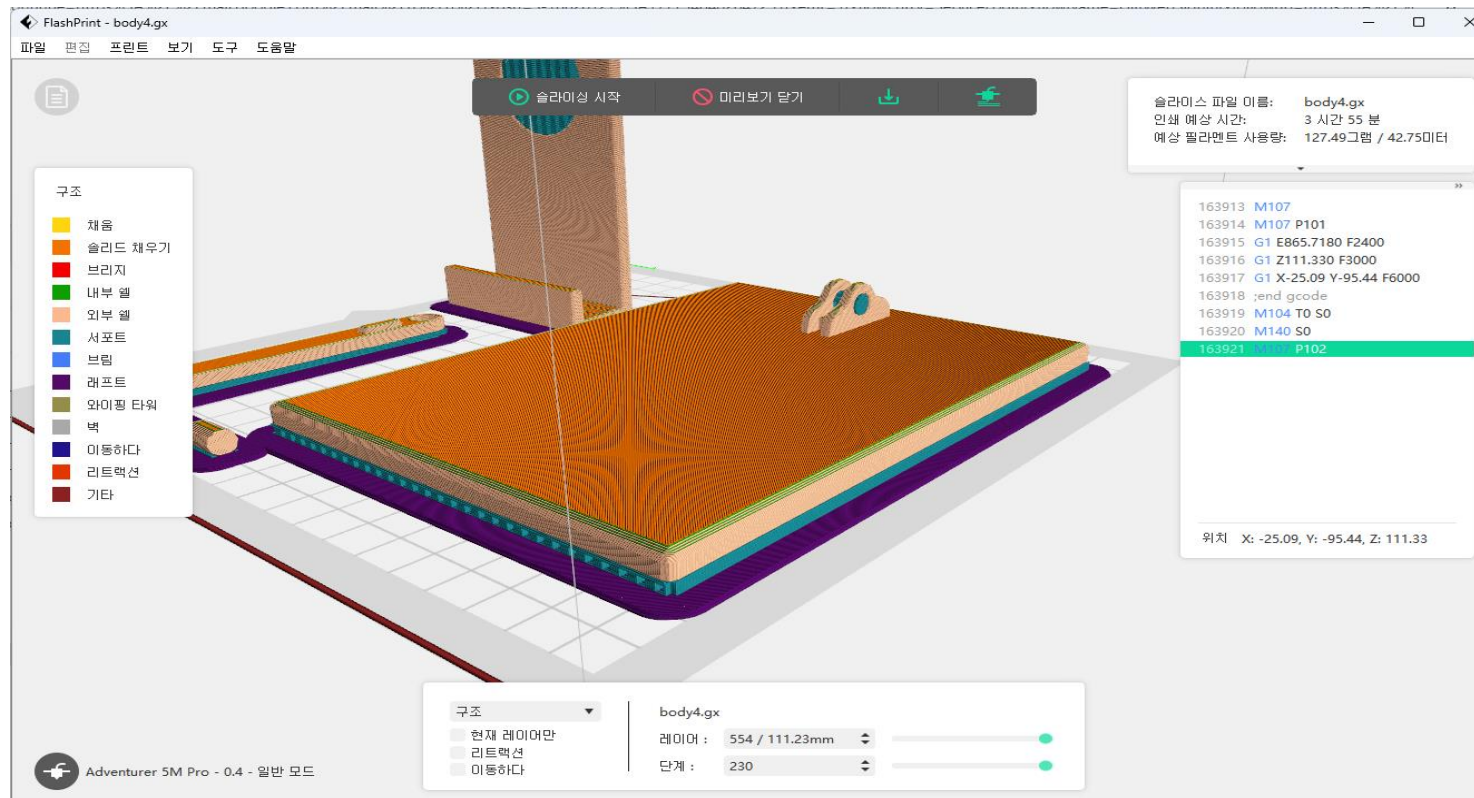 FlashPrint - body4.gx
파일 편집 프린트 보기 도구 도움말
슬라이싱 시작 미리보기 닫기
슬라이스 파일 이름: body4.gx
인쇄 예상 시간: 3 시간 55 분
예상 필라멘트 사용량: 127.49그램 / 42.75미터
구조
채움
솔리드 채우기
브리지
내부 쉘
외부 쉘
서포트
브림
래프트
와이핑 타워
벽
이동하다
리트랙션
기타
163913 M107
163914 M107 P101
163915 G1 E865.7180 F2400
163916 G1 Z111.330 F3000
163917 G1 X-25.09 Y-95.44 F6000
163918 ;end gcode
163919 M104 T0 S0
163920 M140 S0
163921 M107 P102
위치 X: -25.09, Y: -95.44, Z: 111.33
구조
현재 레이어만
리트랙션
이동하다
body4.gx
레이어 : 554 / 111.23mm
단계 : 230
Adventurer 5M Pro - 0.4 - 일반 모드